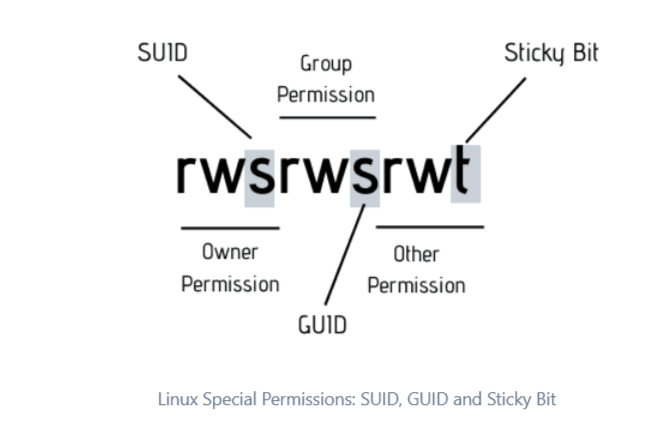 SUID
Group
Permission
Sticky Bit
rwsrwsrwt
Owner
Permission
Other
Permission
GUID
Linux Special Permissions: SUID, GUID and Sticky Bit